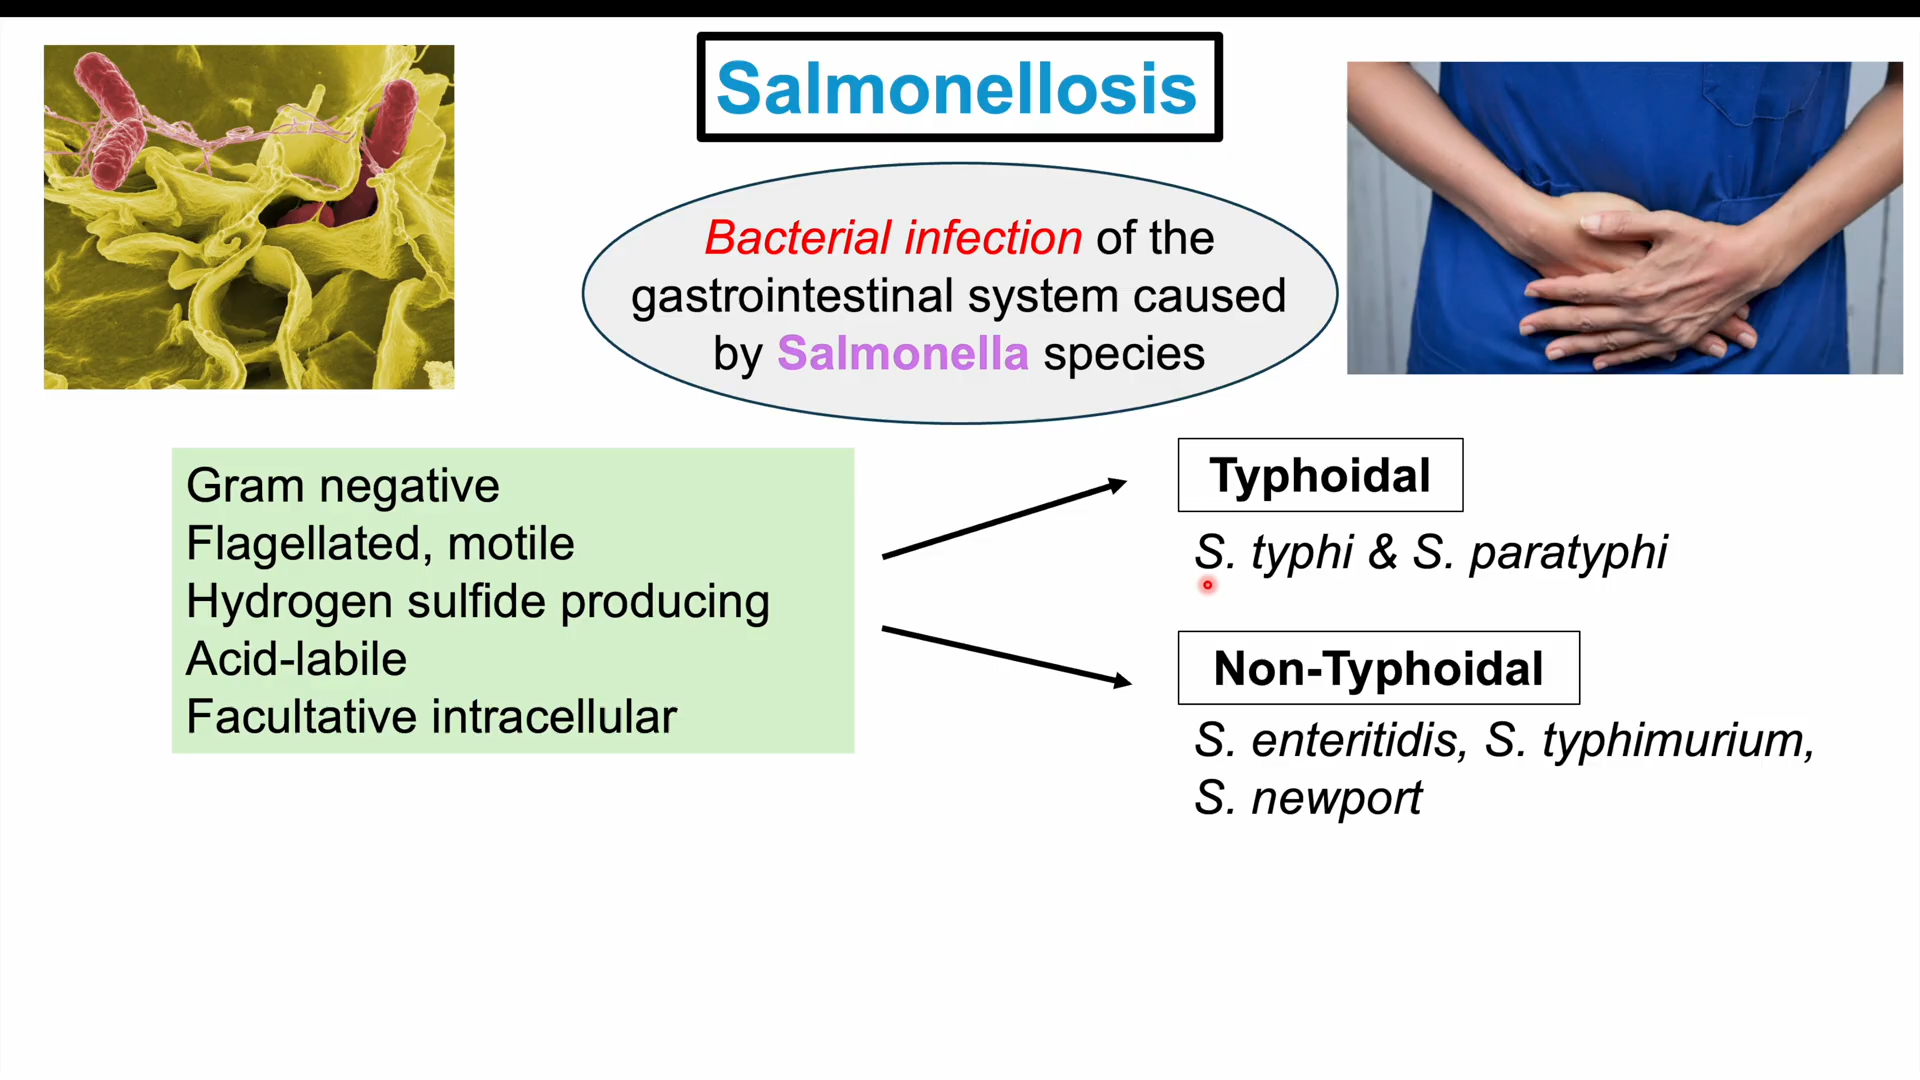 Salmonellosis
Bacterial infection of the
gastrointestinal system caused
by Salmonella species
Gram negative
Flagellated, motile
Hydrogen sulfide producing
Acid-labile
Facultative intracellular
Typhoidal
S. typhi & S. paratyphi
Non-Typhoidal
S. enteritidis, S. typhimurium,
S. newport